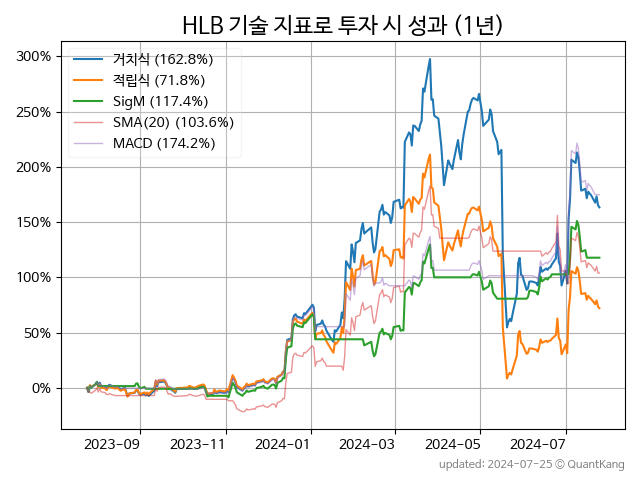 HLB 기술 지표로 투자 시 성과 (1년)
300%
250%
200%
150%
100%
50%
0%
거치식 (162.8%)
적립식 (71.8%)
SigM (117.4%)
SMA(20) (103.6%)
MACD (174.2%)
2023-09 2023-11 2024-01 2024-03 2024-05 2024-07
updated: 2024-07-25 © QuantKang